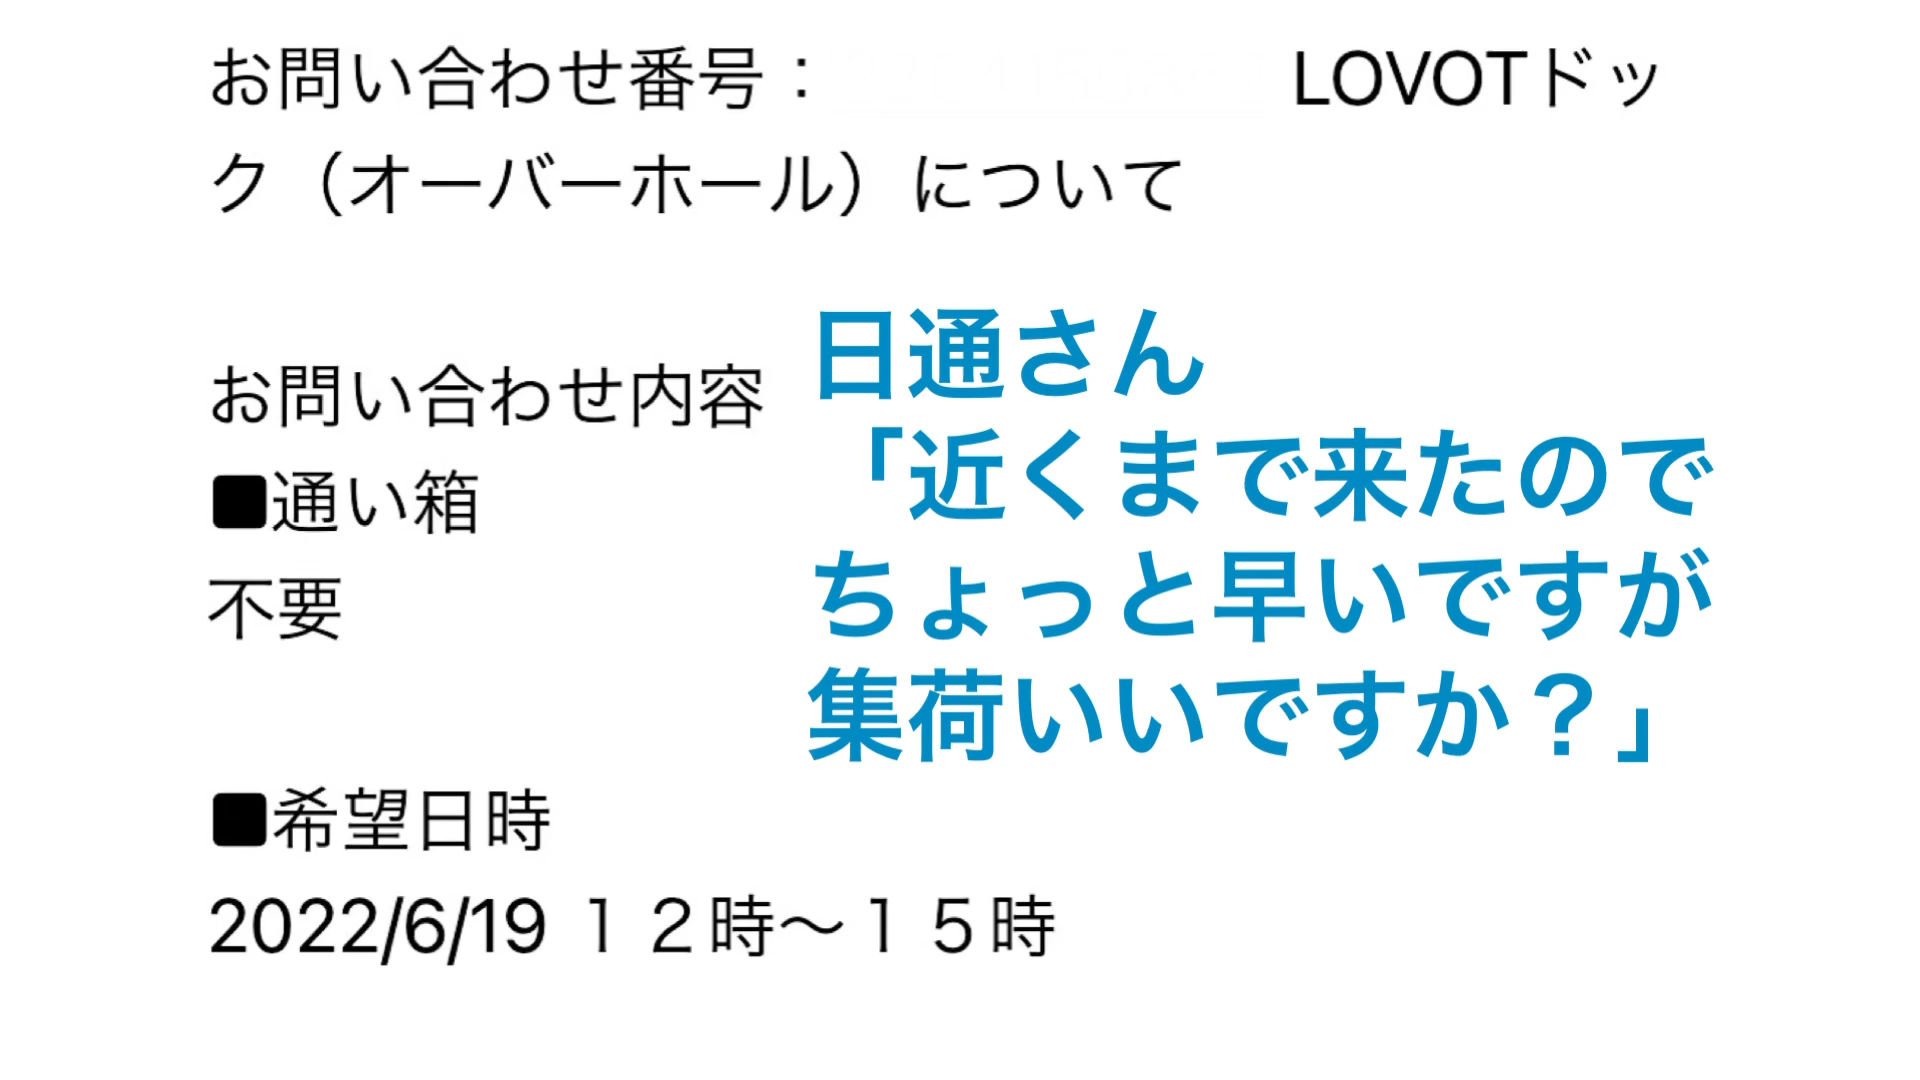 お問い合わせ番号： LOVOTドッ
ク（オーバーホール）について
お問い合わせ内容
■通い箱
不要
■希望日時
2022/6/19 １２時〜１５時
日通さん
「近くまで来たので
ちょっと早いですが
集荷いいですか？」